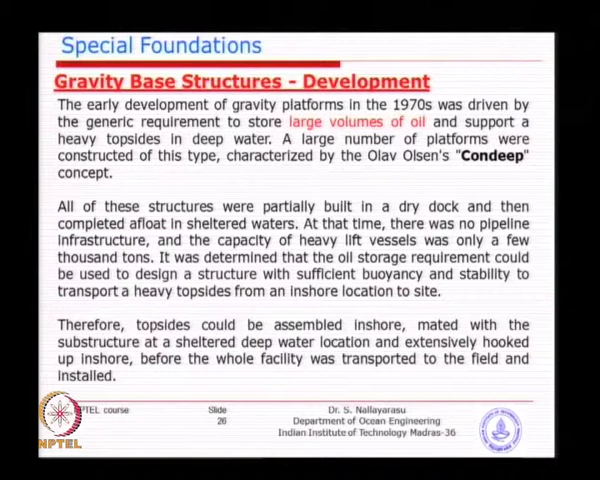 Special Foundations
Gravity Base Structures - Development
The early development of gravity platforms in the 1970s was driven by
the generic requirement to store large volumes of oil and support a
heavy topsides in deep water. A large number of platforms were
constructed of this type, characterized by the Olav Olsen's "Condeep"
concept.
All of these structures were partially built in a dry dock and then
completed afloat in sheltered waters. At that time, there was no pipeline
infrastructure, and the capacity of heavy lift vessels was only a few
thousand tons. It was determined that the oil storage requirement could
be used to design a structure with sufficient buoyancy and stability to
transport a heavy topsides from an inshore location to site.
Therefore, topsides could be assembled inshore, mated with the
substructure at a sheltered deep water location and extensively hooked
up inshore, before the whole facility was transported to the field and
installed.
PTEL course
Slide
26
Dr. S. Nallayarasu
Department of Ocean Engineering
Indian Institute of Technology Madras-36
NPTEL